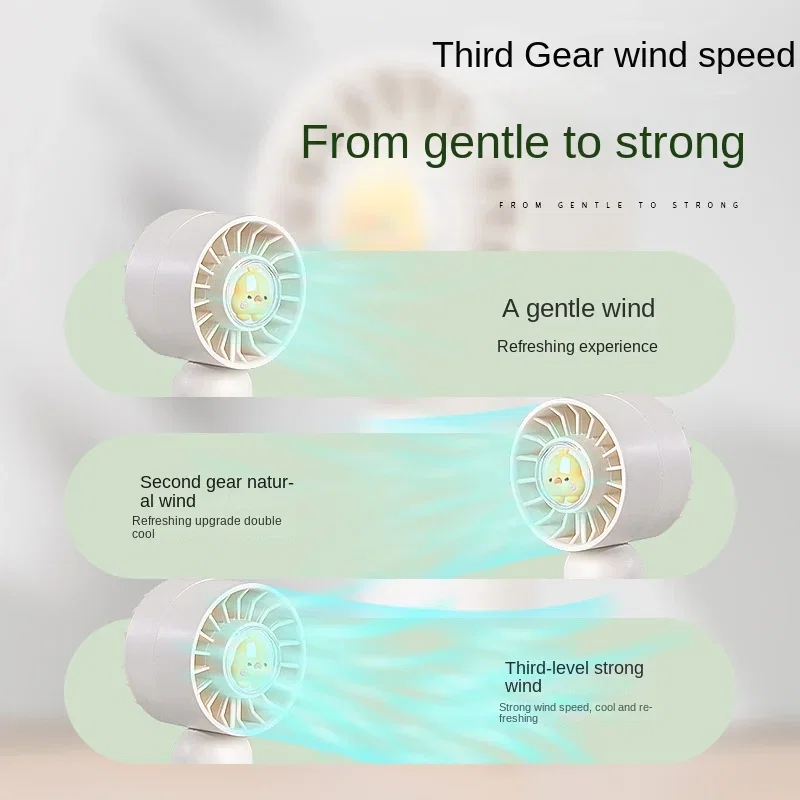 Third Gear wind speed
From gentle to strong
FROM GENTLE TO STRONG
A gentle wind
Refreshing experience
Second gear natur-
al wind
Refreshing upgrade double
cool
Third-level strong
wind
Strong wind speed, cool and re-
freshing